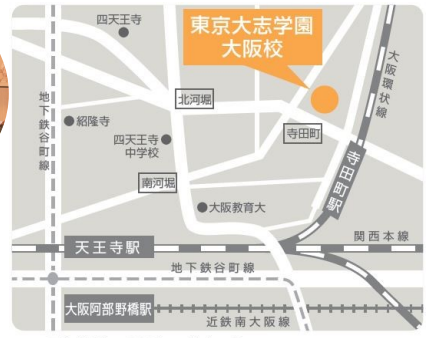 四天王寺
東京大志学園
大阪校
大阪環状線
地下鉄谷町線
北河堀
紹隆寺
四天王寺
中学校
寺田町
寺田町駅
南河堀
大阪教育大
関西本線
天王寺駅
地下鉄谷町線
大阪阿部野橋駅
近鉄南大阪線